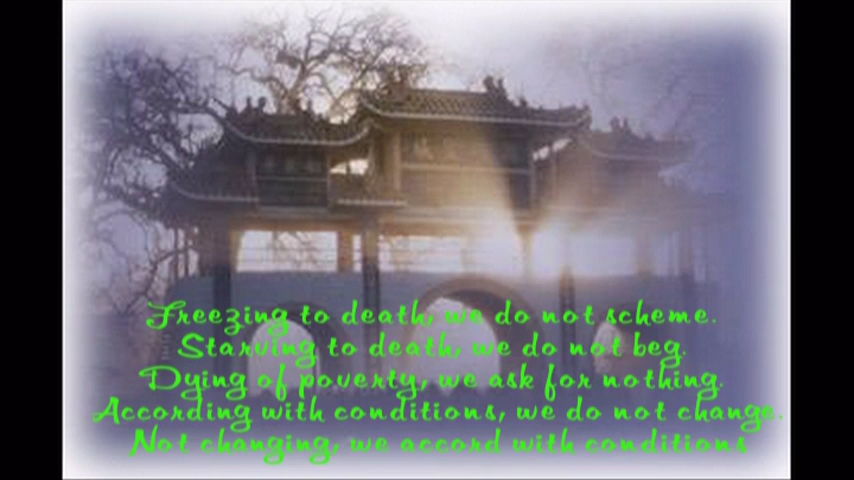 Freezing to death, we do not scheme.
Starving to death, we do not beg.
Dying of poverty, we ask for nothing.
According with conditions, we do not change.
Not changing, we accord with conditions